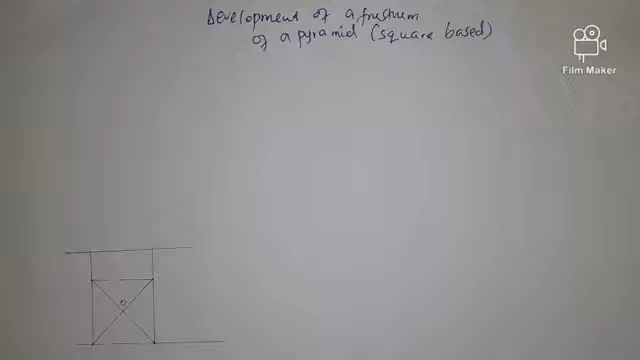 Development of a frustum
of a pyramid (square based)
Film Maker
O